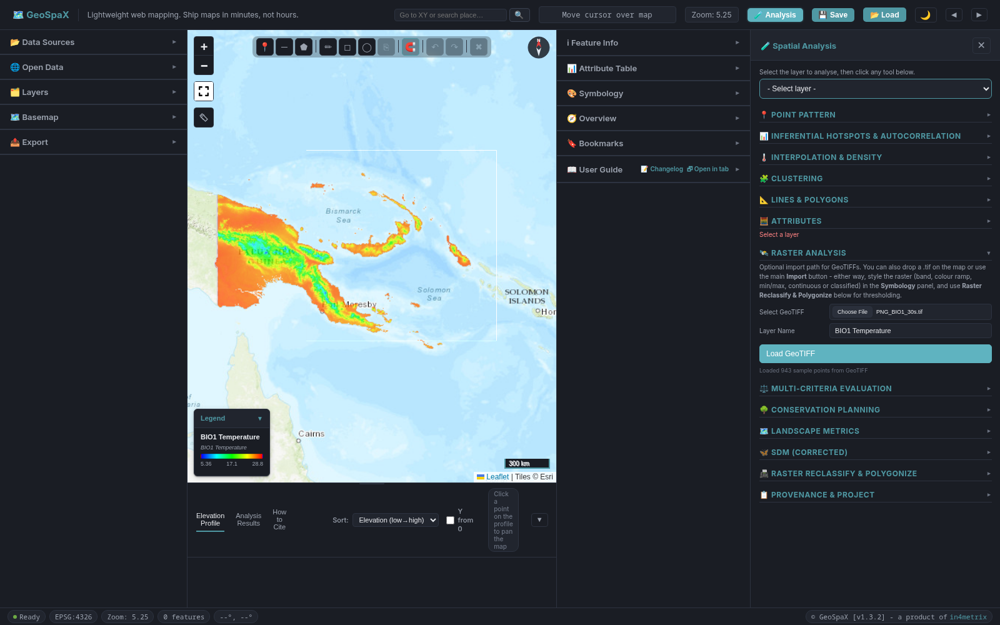 GeoSpaX
Lightweight web mapping. Ship maps in minutes, not hours.
Go to XY or search place…
Move cursor over map
Zoom: 5.25
Analysis
Save
Load
Data Sources
Open Data
Layers
Basemap
Export
N
Bismarck
Sea
PAPUA NEW
GUINEA
Solomon
Sea
SOLOMON
ISLANDS
Port Moresby
Hon
of
aria
Cairns
Legend
BIO1 Temperature
BIO1 Temperature
5.36 17.1 28.8
300 km
Leaflet | Tiles © Esri
Elevation
Profile
Analysis
Results
How
to
Cite
Sort:
Elevation (low→high)
Y
from
0
Click
a
point
on the
profile
to pan
the
map
i Feature Info
Attribute Table
Symbology
Overview
Bookmarks
User Guide
Changelog
Open in tab
Spatial Analysis
Select the layer to analyse, then click any tool below.
- Select layer -
POINT PATTERN
INFERENTIAL HOTSPOTS & AUTOCORRELATION
INTERPOLATION & DENSITY
CLUSTERING
LINES & POLYGONS
ATTRIBUTES
Select a layer
RASTER ANALYSIS
Optional import path for GeoTIFFs. You can also drop a .tif on the map or use
the main Import button - either way, style the raster (band, colour ramp,
min/max, continuous or classified) in the Symbology panel, and use Raster
Reclassify & Polygonize below for thresholding.
Select GeoTIFF
Choose File PNG_BIO1_30s.tif
Layer Name
BIO1 Temperature
Load GeoTIFF
Loaded 943 sample points from GeoTIFF
MULTI-CRITERIA EVALUATION
CONSERVATION PLANNING
LANDSCAPE METRICS
SDM (CORRECTED)
RASTER RECLASSIFY & POLYGONIZE
PROVENANCE & PROJECT
Ready
EPSG:4326
Zoom: 5.25
0 features
--°, --°
© GeoSpaX [v1.3.2] - a product of in4metrix